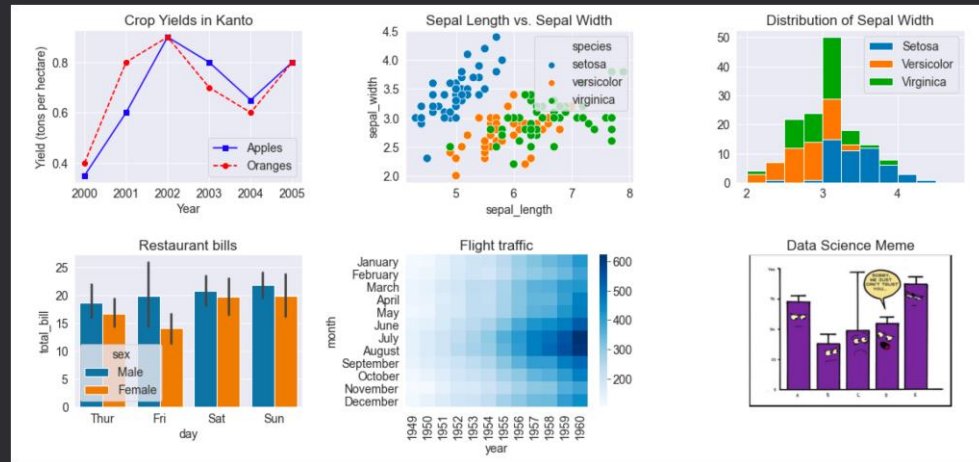 Crop Yields in Kanto
Yield (tons per hectare)
0.8
0.6
0.4
Apples
Oranges
2000 2001 2002 2003 2004 2005
Year
Sepal Length vs. Sepal Width
sepal_width
4.5
4.0
3.5
3.0
2.5
2.0
species
setosa
versicolor
virginica
5 6 7 8
sepal_length
Distribution of Sepal Width
50
40
30
20
10
0
Setosa
Versicolor
Virginica
2 3 4
Restaurant bills
total_bill
25
20
15
10
5
0
sex
Male
Female
Thur Fri Sat Sun
day
Flight traffic
month
January
February
March
April
May
June
July
August
September
October
November
December
1949 1950 1951 1952 1953 1954 1955 1956 1957 1958 1959 1960
year
600
500
400
300
200
Data Science Meme
SORRY,
WE JUST
CAN'T TRUST
YOU...